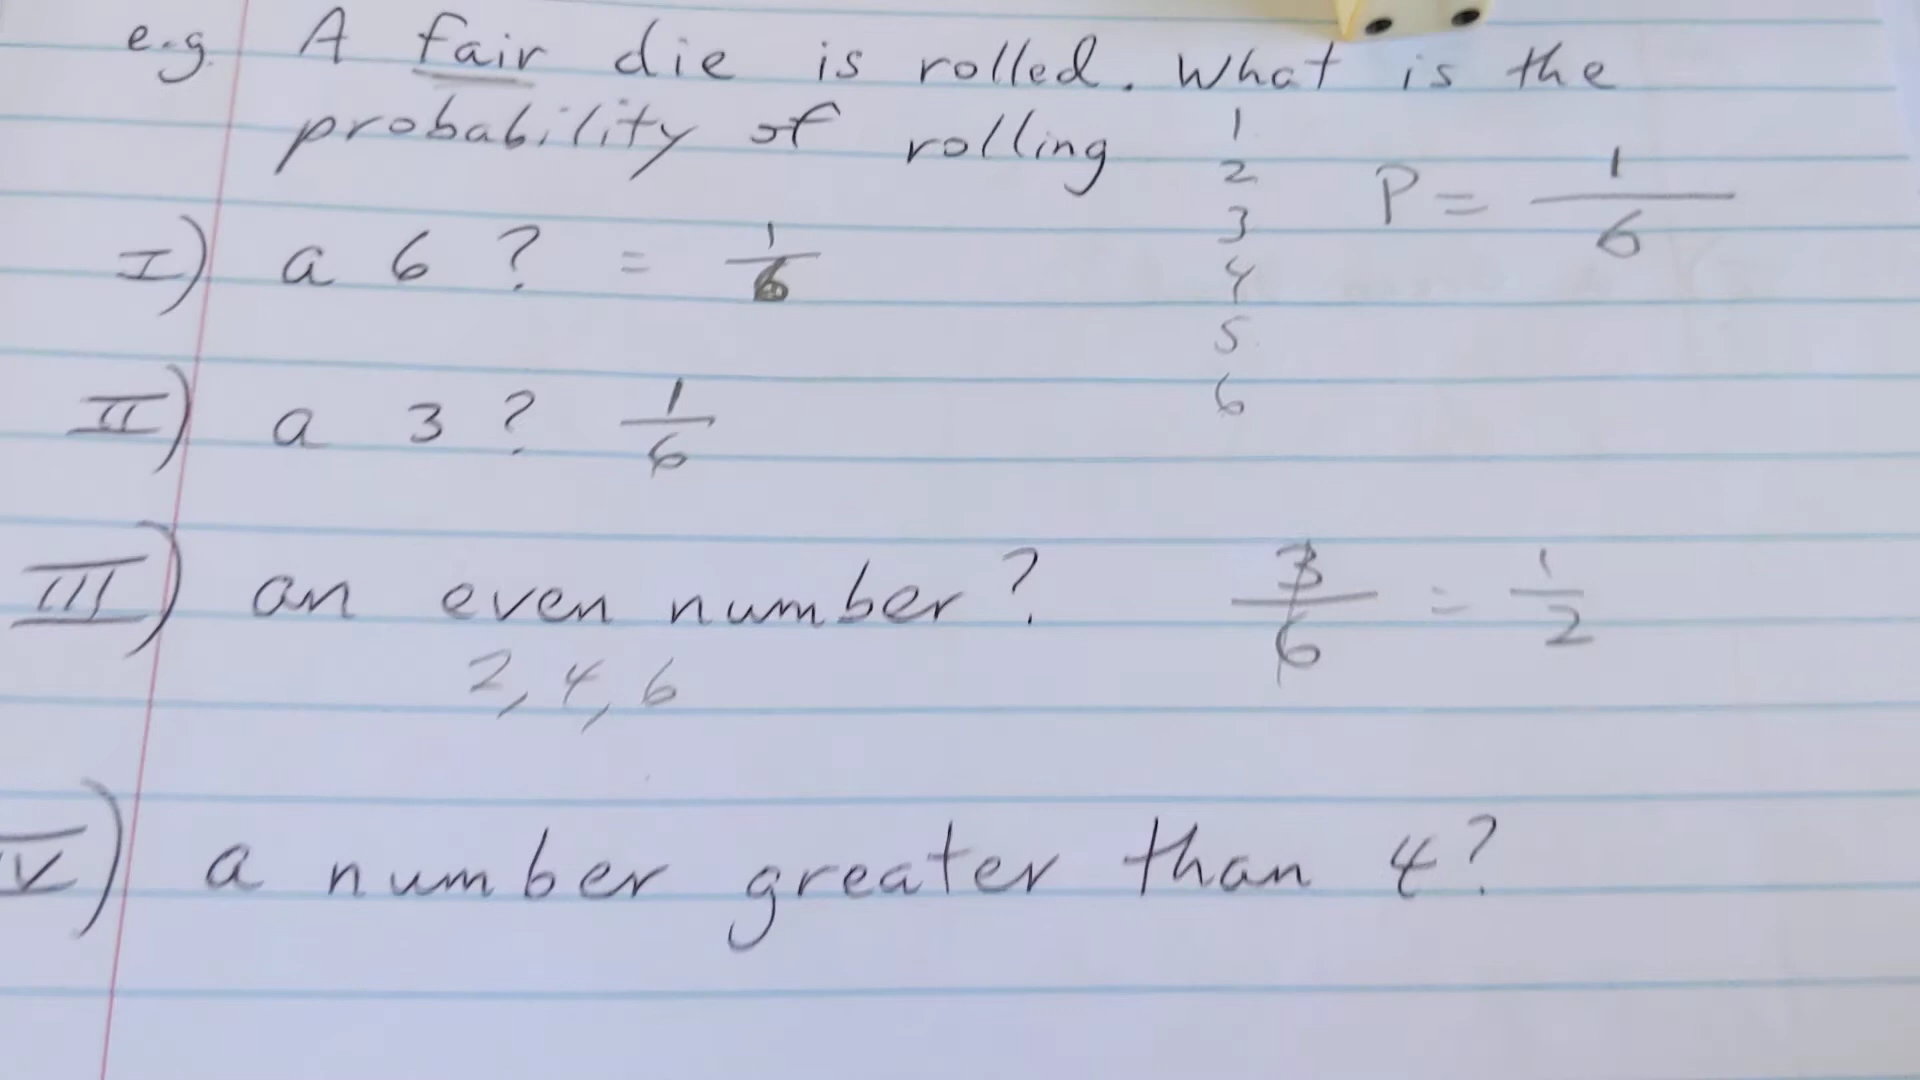 e.g. A fair die is rolled. What is the
probability of rolling
1
2
3
4
5
6
P = 1/6
I) a 6 ? = 1/6
II) a 3 ? 1/6
III) an even number ? 3/6 = 1/2
2, 4, 6
IV) a number greater than 4?